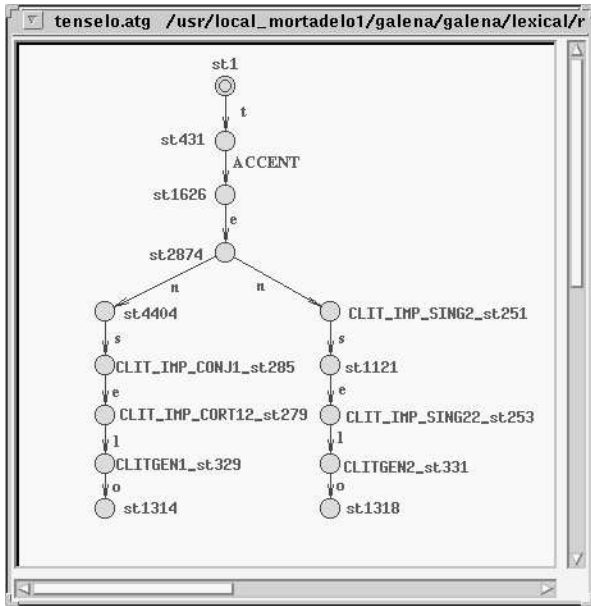 tenselo.atg /usr/local_mortadelo1/galena/galena/lexical/r
st1
t
st431
ACCENT
st1626
e
st2874
n n
st4404 CLIT_IMP_SING2_st251
s s
CLIT_IMP_CONJ1_st285 st1121
e e
CLIT_IMP_CORT12_st279 CLIT_IMP_SING22_st253
l l
CLITGEN1_st329 CLITGEN2_st331
o o
st1314 st1318